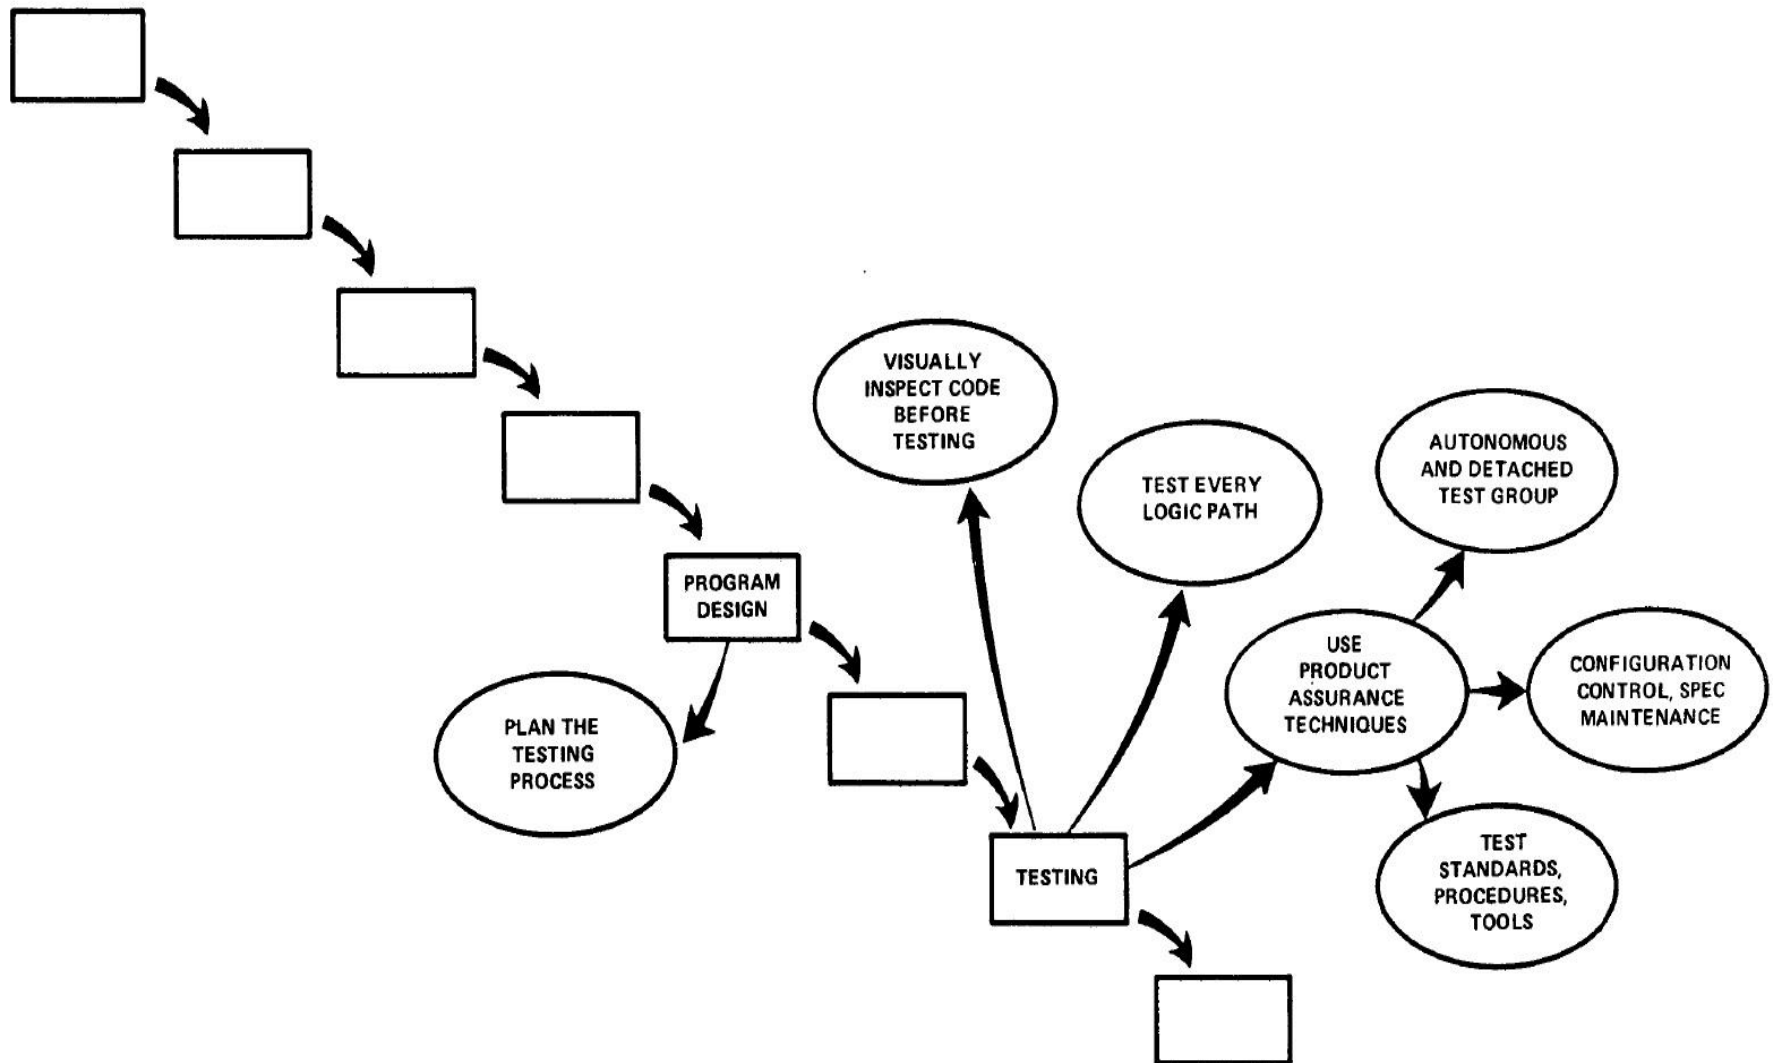 VISUALLY
INSPECT CODE
BEFORE
TESTING
TEST EVERY
LOGIC PATH
AUTONOMOUS
AND DETACHED
TEST GROUP
PROGRAM
DESIGN
USE
PRODUCT
ASSURANCE
TECHNIQUES
CONFIGURATION
CONTROL, SPEC
MAINTENANCE
PLAN THE
TESTING
PROCESS
TESTING
TEST
STANDARDS,
PROCEDURES,
TOOLS